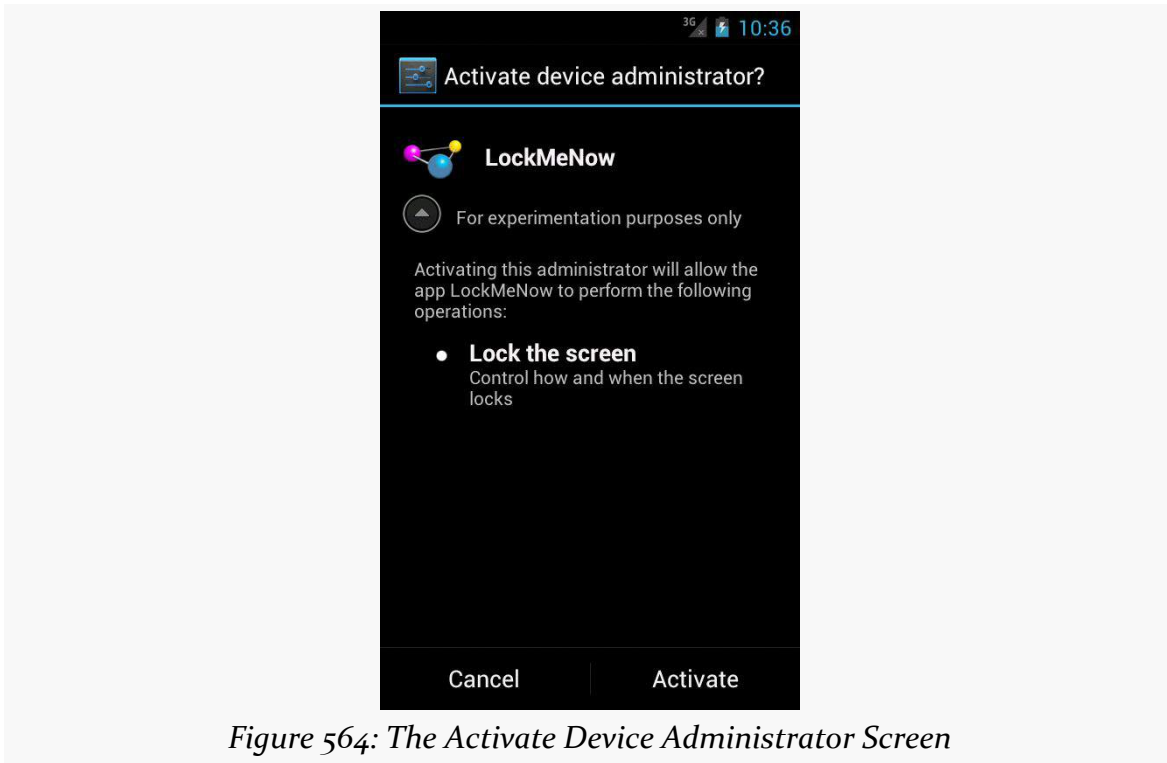 3G 10:36
Activate device administrator?
LockMeNow
For experimentation purposes only
Activating this administrator will allow the
app LockMeNow to perform the following
operations:
Lock the screen
Control how and when the screen
locks
Cancel Activate
Figure 564: The Activate Device Administrator Screen